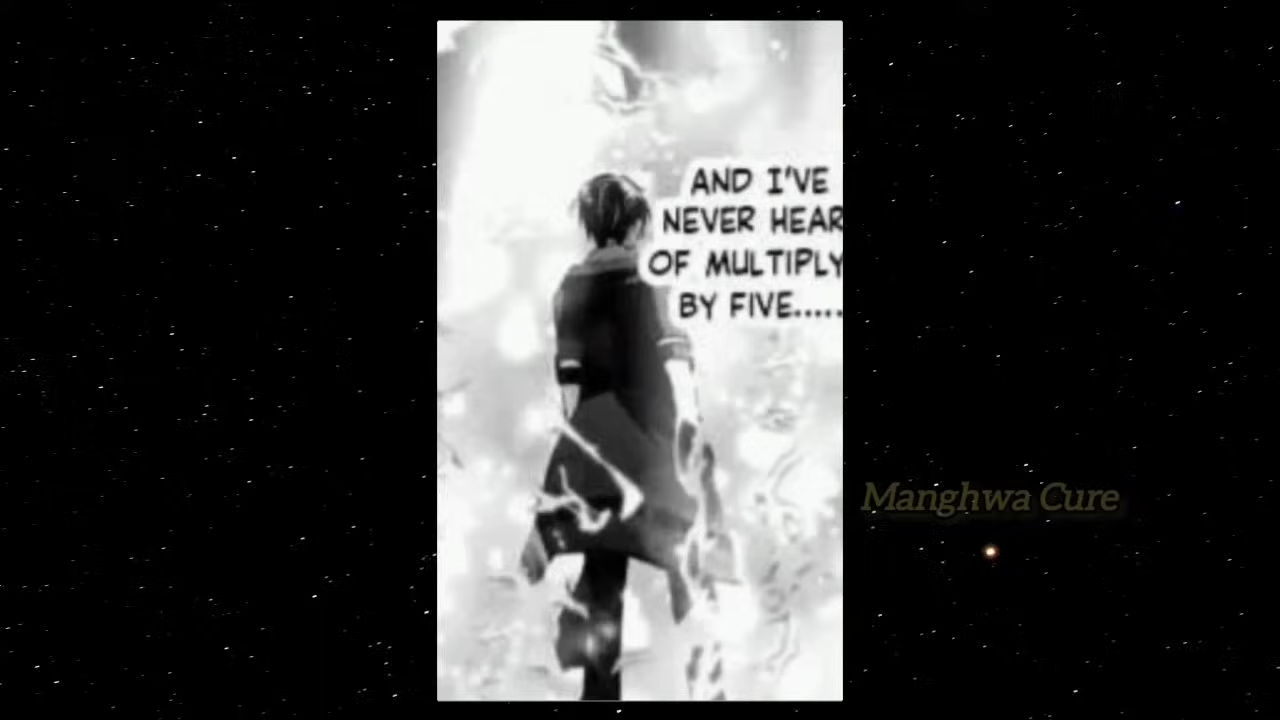 AND I'VE
NEVER HEAR
OF MULTIPLY
BY FIVE.....
Manghwa Cure